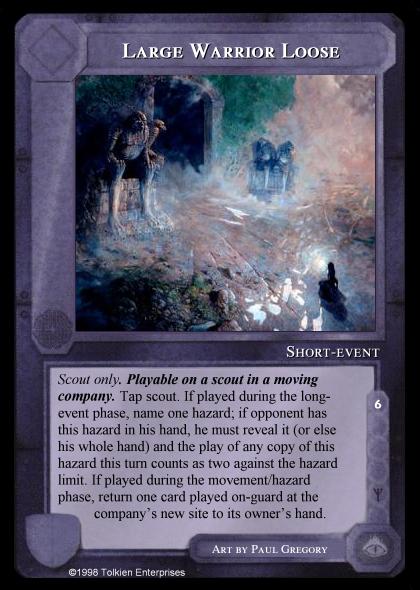 Large Warrior Loose
Short-event
Scout only. Playable on a scout in a moving
company. Tap scout. If played during the long-
event phase, name one hazard; if opponent has
this hazard in his hand, he must reveal it (or else
his whole hand) and the play of any copy of this
hazard this turn counts as two against the hazard
limit. If played during the movement/hazard
phase, return one card played on-guard at the
company's new site to its owner's hand.
6
Art by Paul Gregory
©1998 Tolkien Enterprises